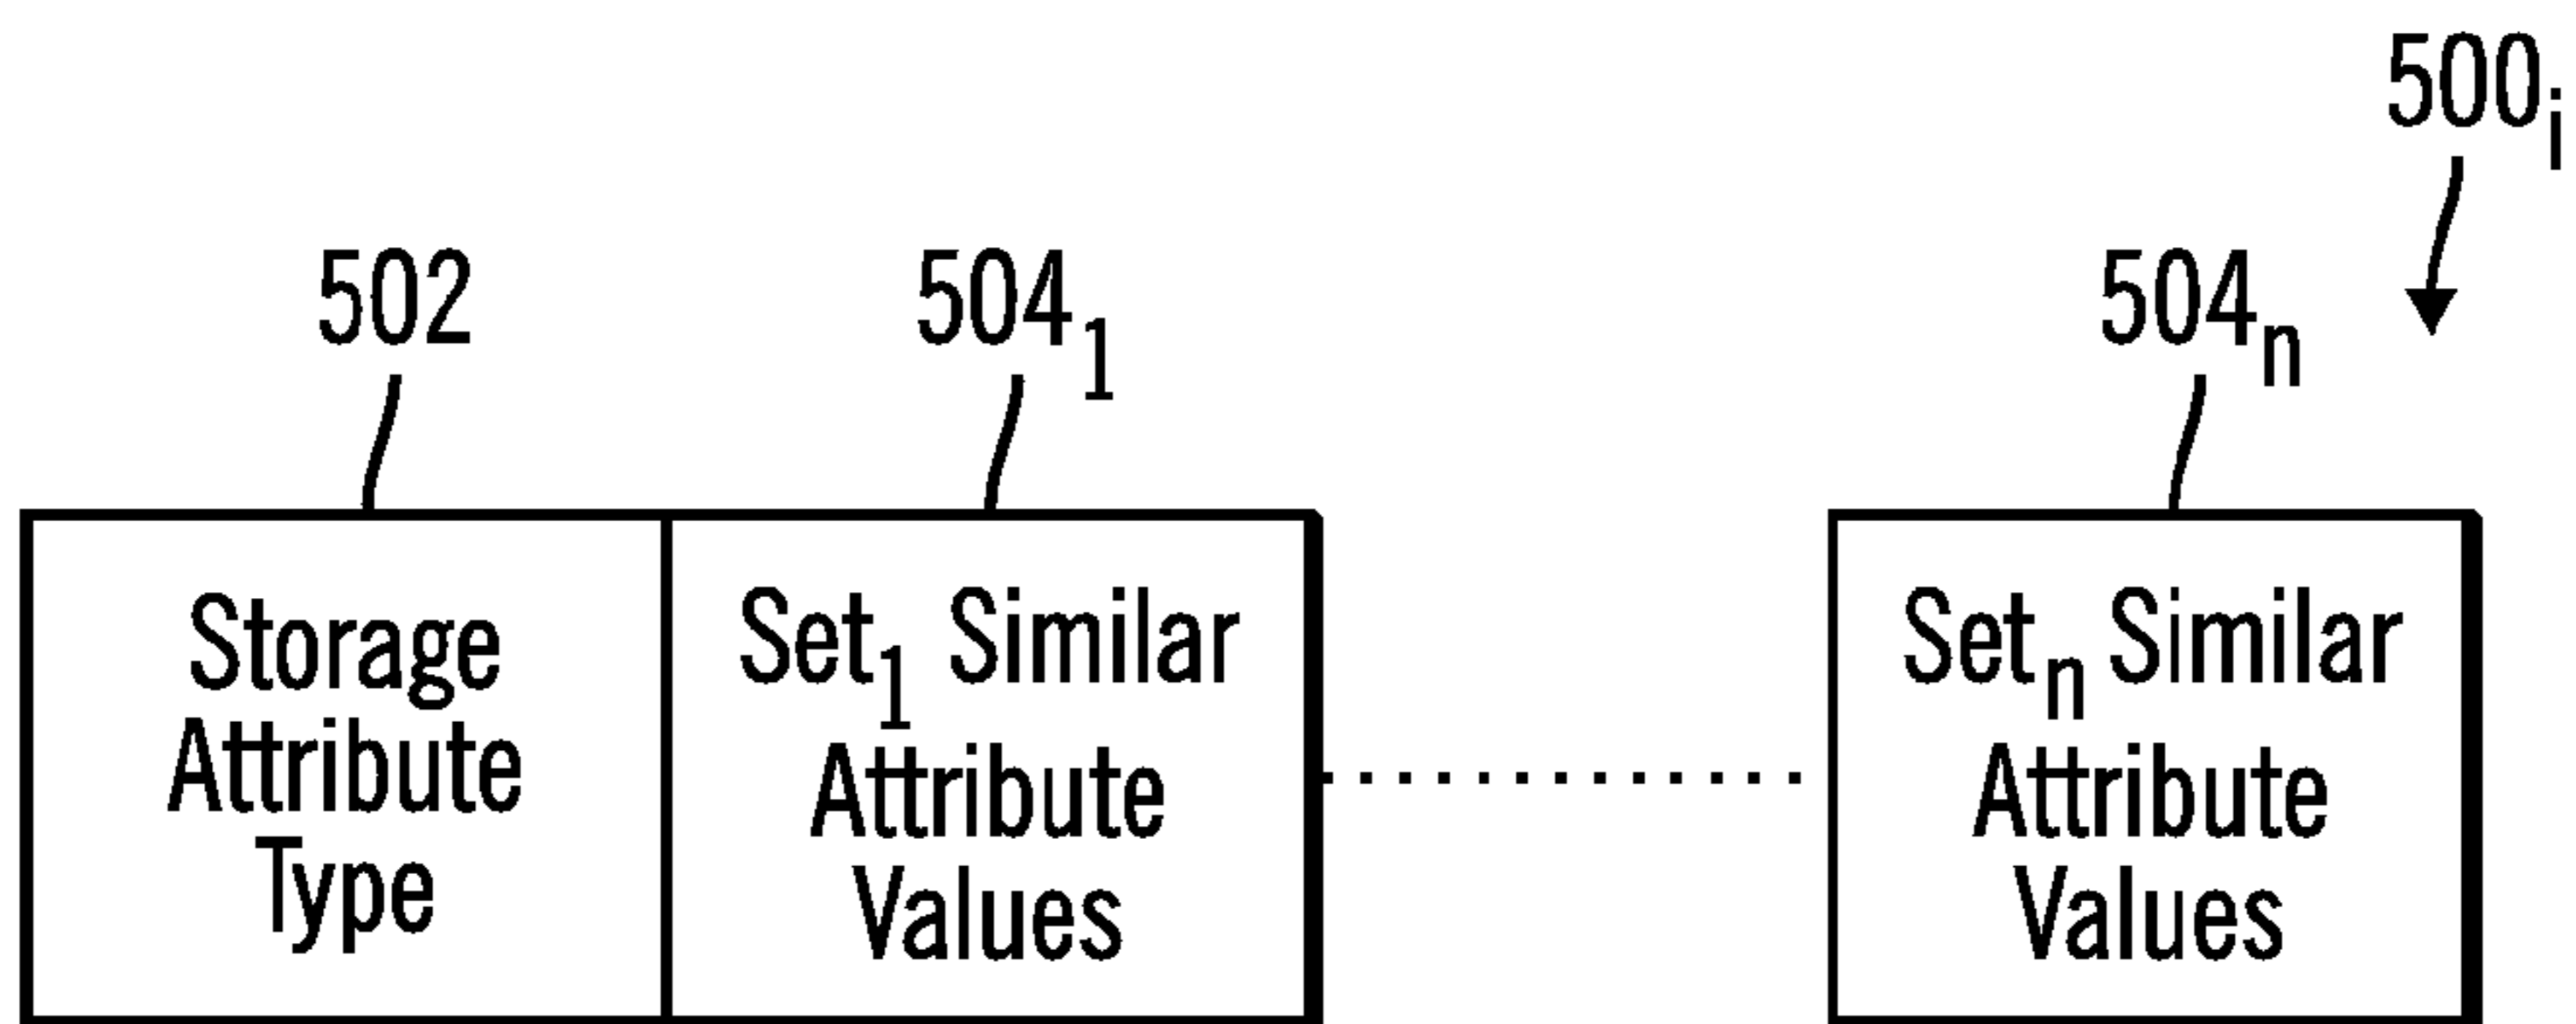 500i
502
504₁
504n
Storage
Attribute
Type
Set₁ Similar
Attribute
Values
Setn Similar
Attribute
Values